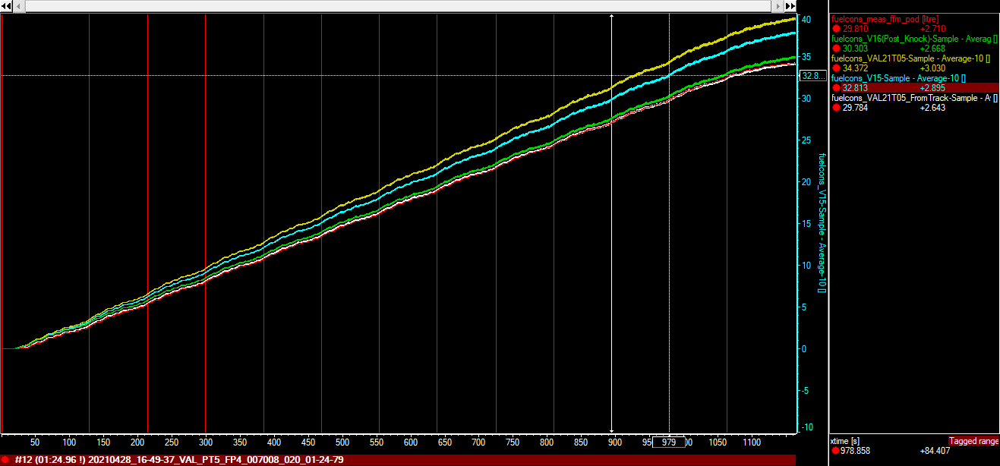 40
35
32.8...
30
25
20
15
10
5
0
-5
-10
fuelcons_V15-Sample - Average-10 []
50 100 150 200 250 300 350 400 450 500 550 600 650 700 750 800 850 900 95 979 00 1050 1100
#12 (01:24.96 !) 20210428_16-49-37_VAL_PT5_FP4_007008_020_01-24-79
fuelcons_meas_ffm_pod [litre]
29.810 +2.710
fuelcons_V16(Post_Knock)-Sample - Averag []
30.303 +2.668
fuelcons_VAL21T05-Sample - Average-10 []
34.372 +3.030
fuelcons_V15-Sample - Average-10 []
32.813 +2.895
fuelcons_VAL21T05_FromTrack-Sample - Av []
29.784 +2.643
xtime [s] Tagged range
978.858 +84.407